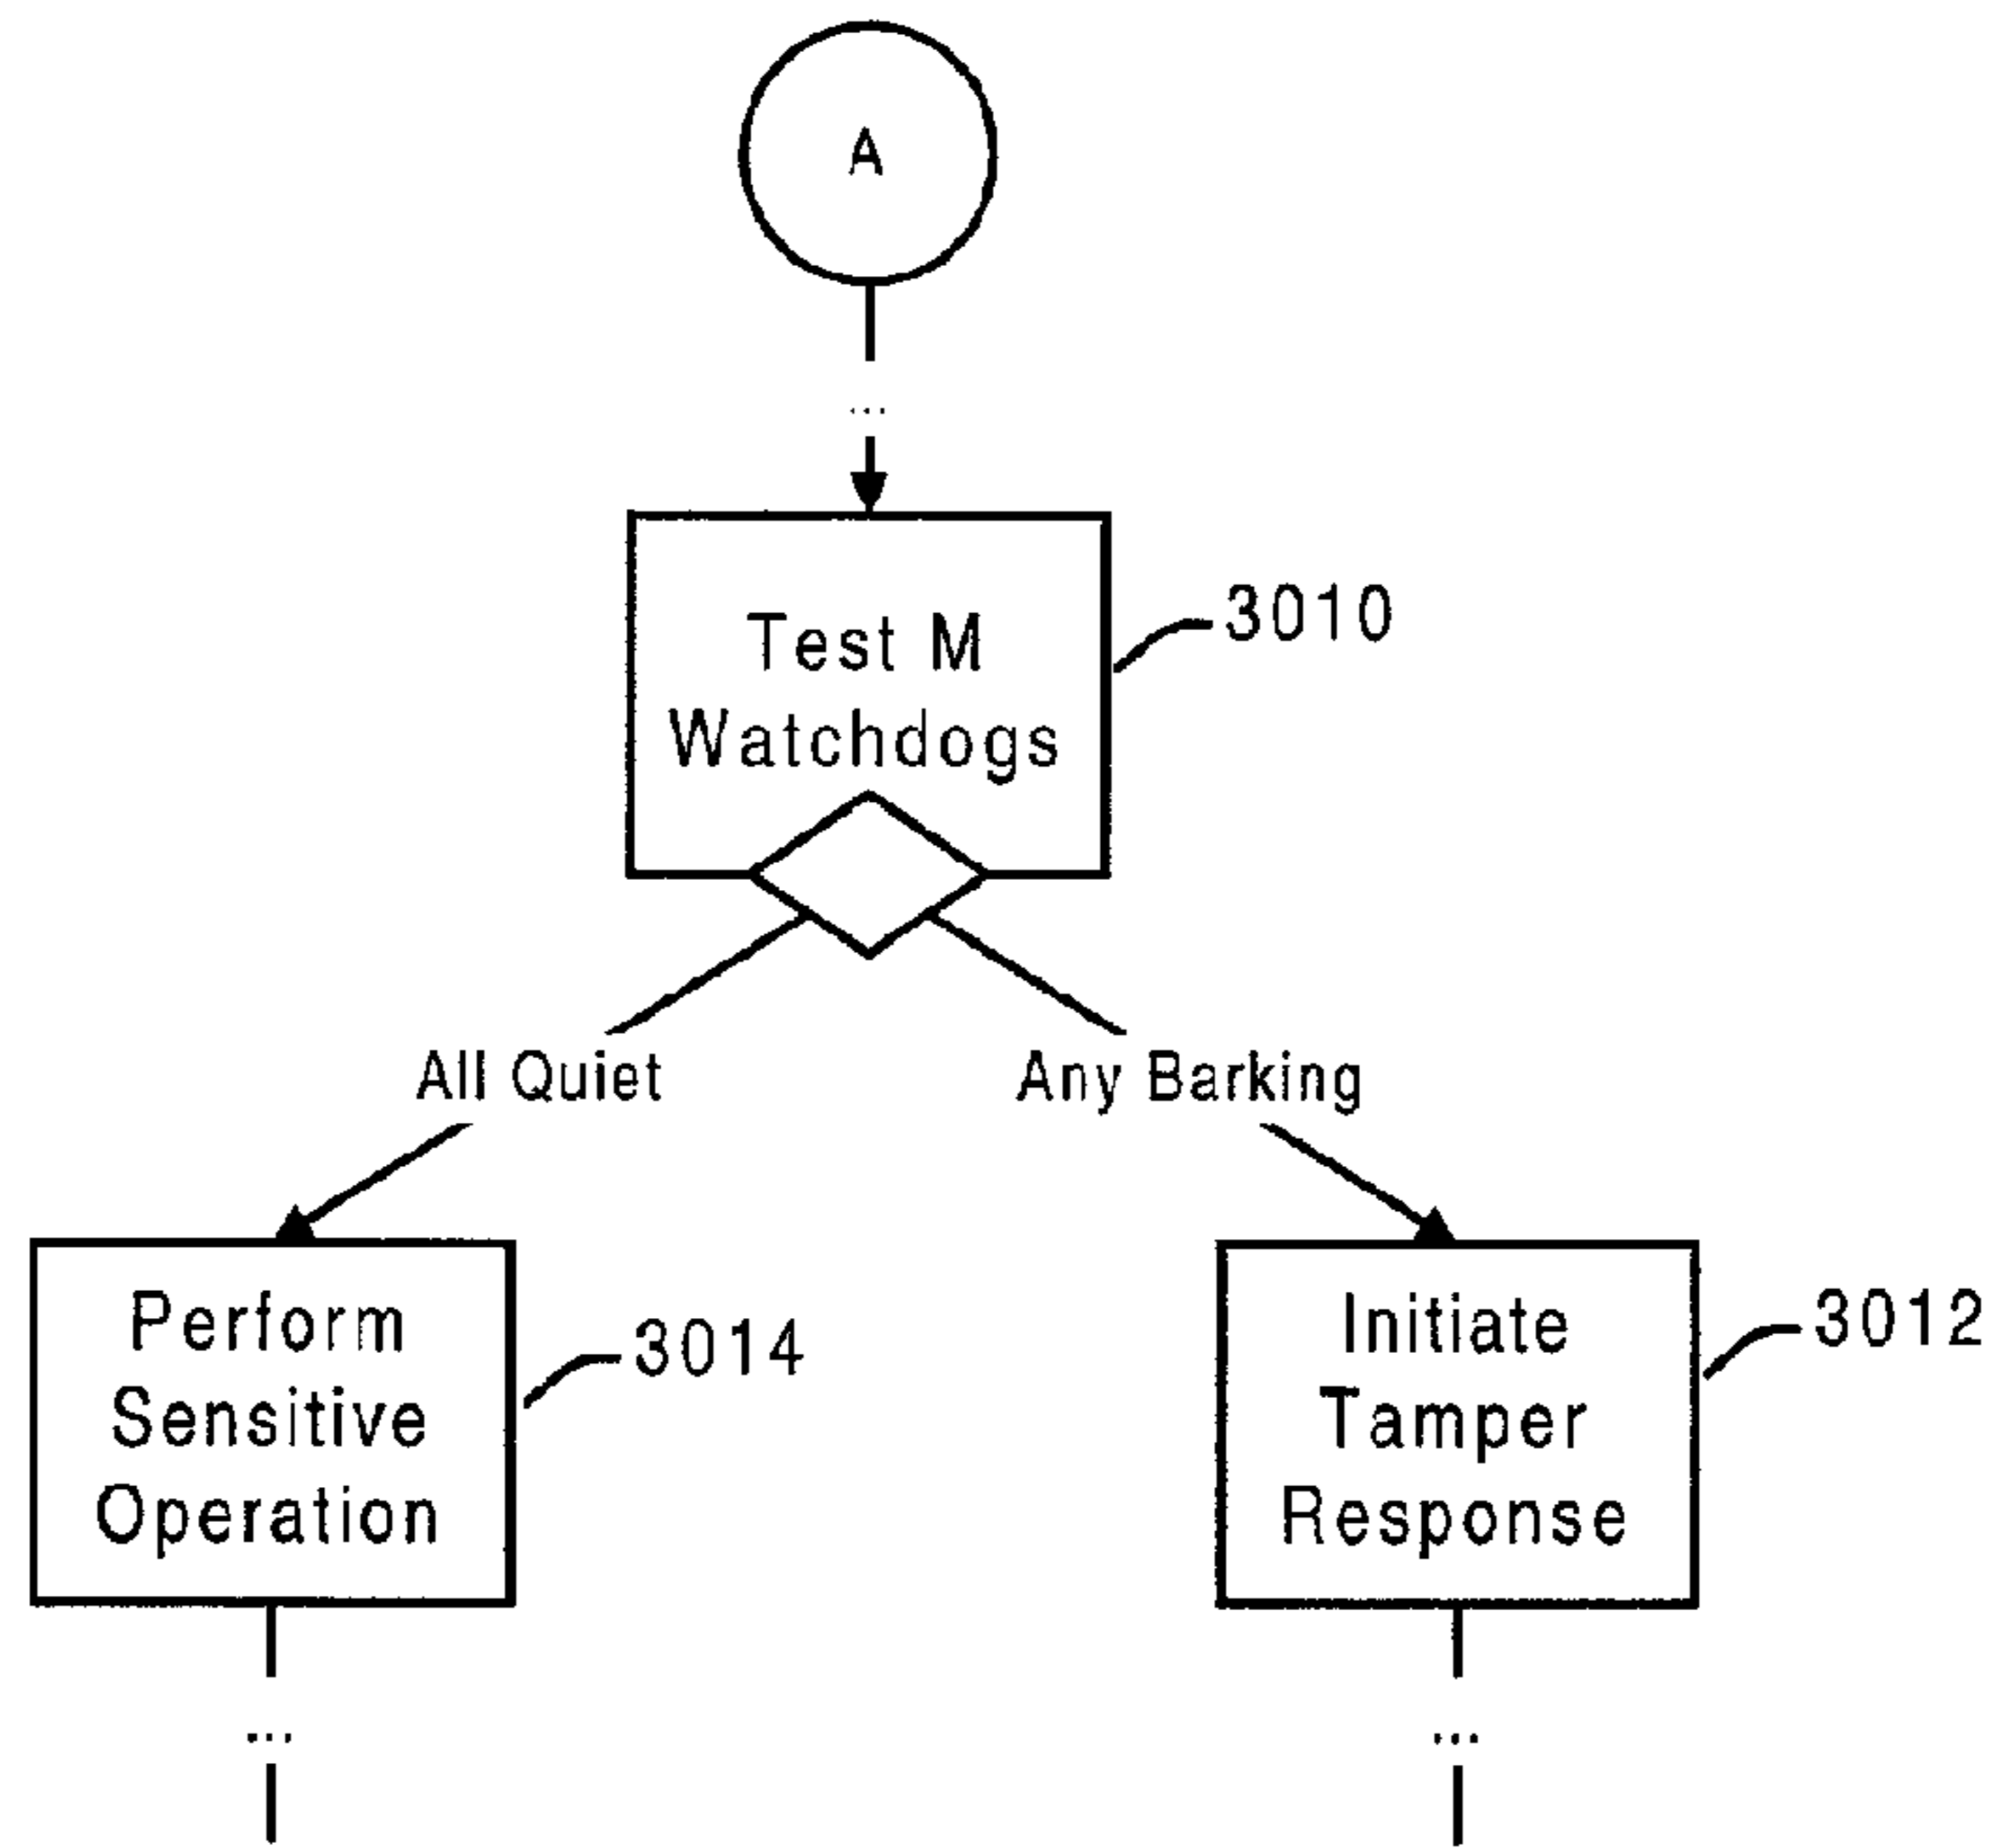 A
...
Test M
Watchdogs
3010
All Quiet
Any Barking
Perform
Sensitive
Operation
3014
Initiate
Tamper
Response
3012
...
...